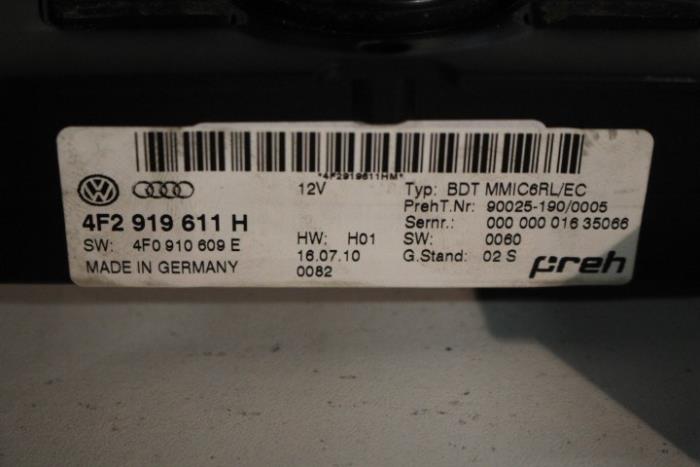 *4F2919611HM*
12V
4F2 919 611 H
SW: 4F0 910 609 E
MADE IN GERMANY
HW: H01
16.07.10
0082
Typ: BDT MMIC6RL/EC
PrehT.Nr: 90025-190/0005
Sernr.: 000 000 016 35066
SW: 0060
G.Stand: 02 S
preh